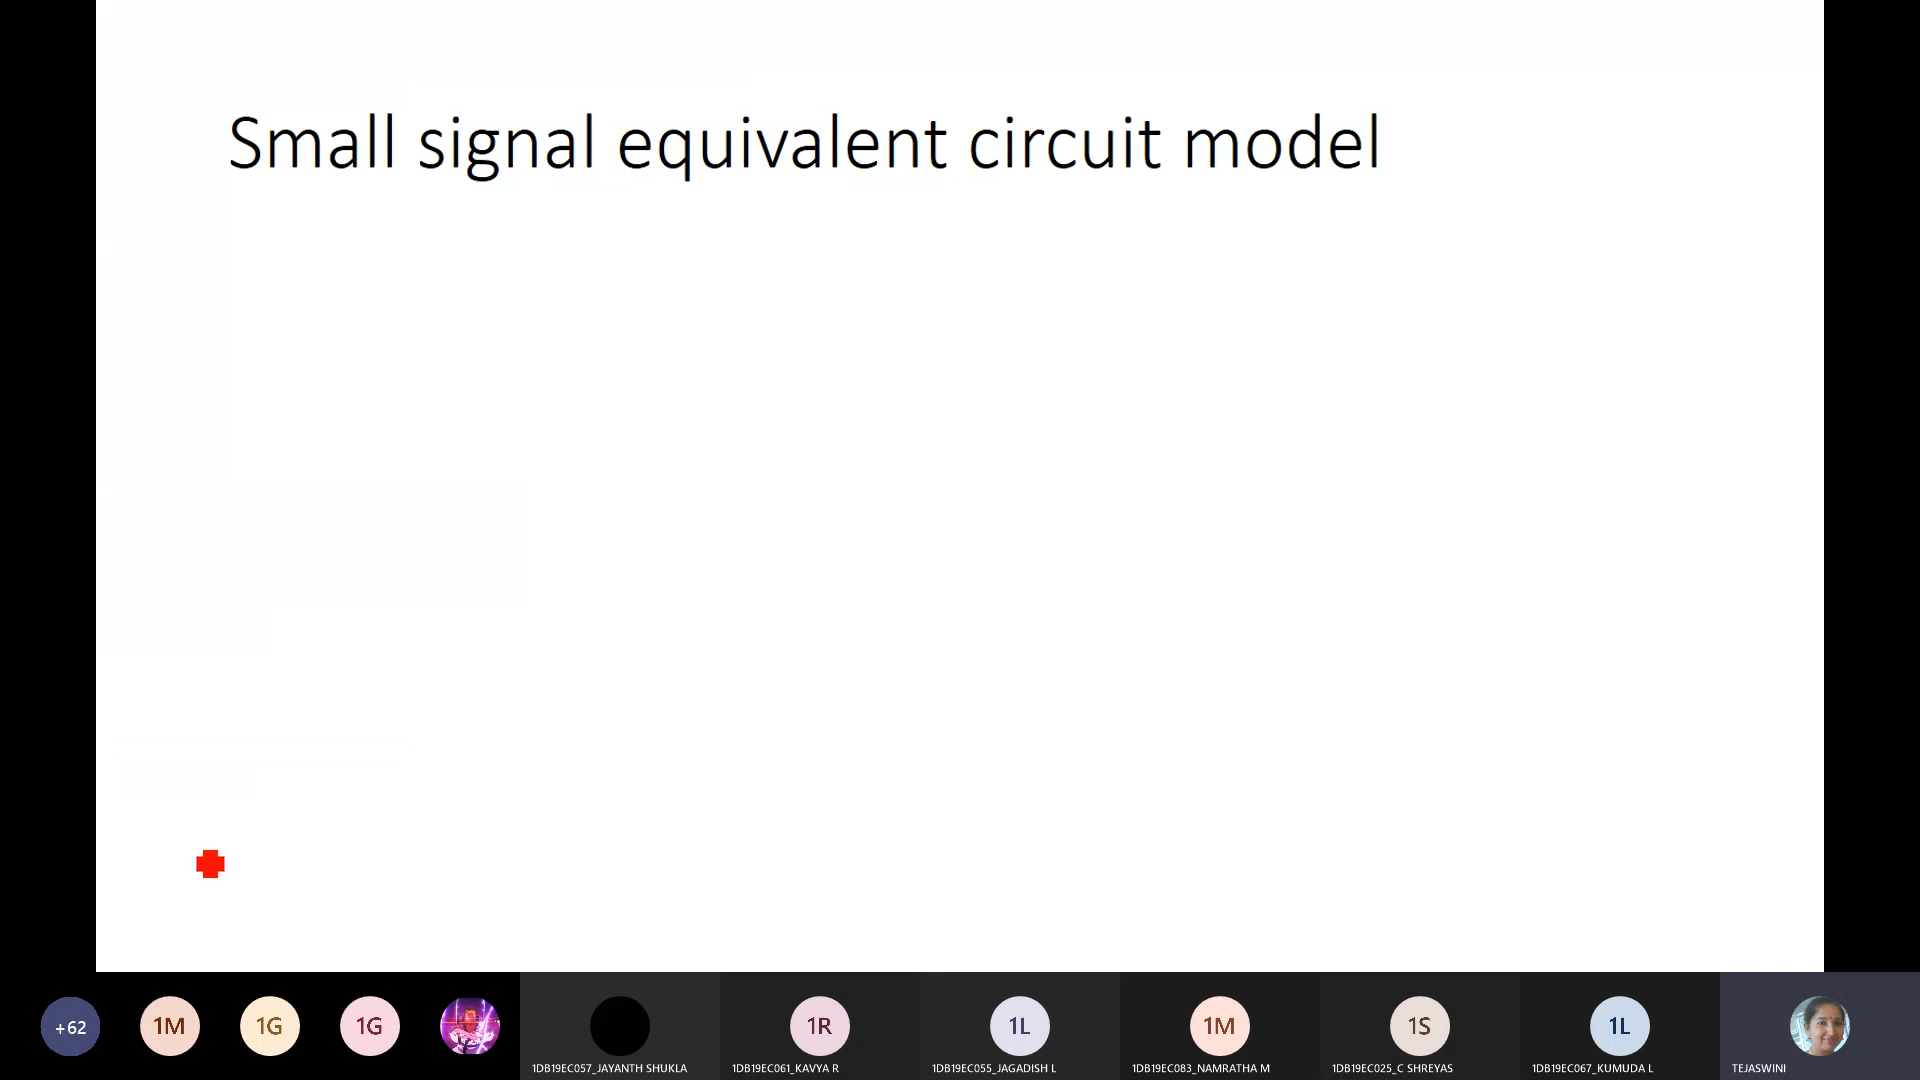 Small signal equivalent circuit model
+62
1M
1G
1G
1R
1L
1M
1S
1L
1DB19EC057_JAYANTH SHUKLA
1DB19EC061_KAVYA R
1DB19EC055_JAGADISH L
1DB19EC083_NAMRATHA M
1DB19EC025_C SHREYAS
1DB19EC067_KUMUDA L
TEJASWINI